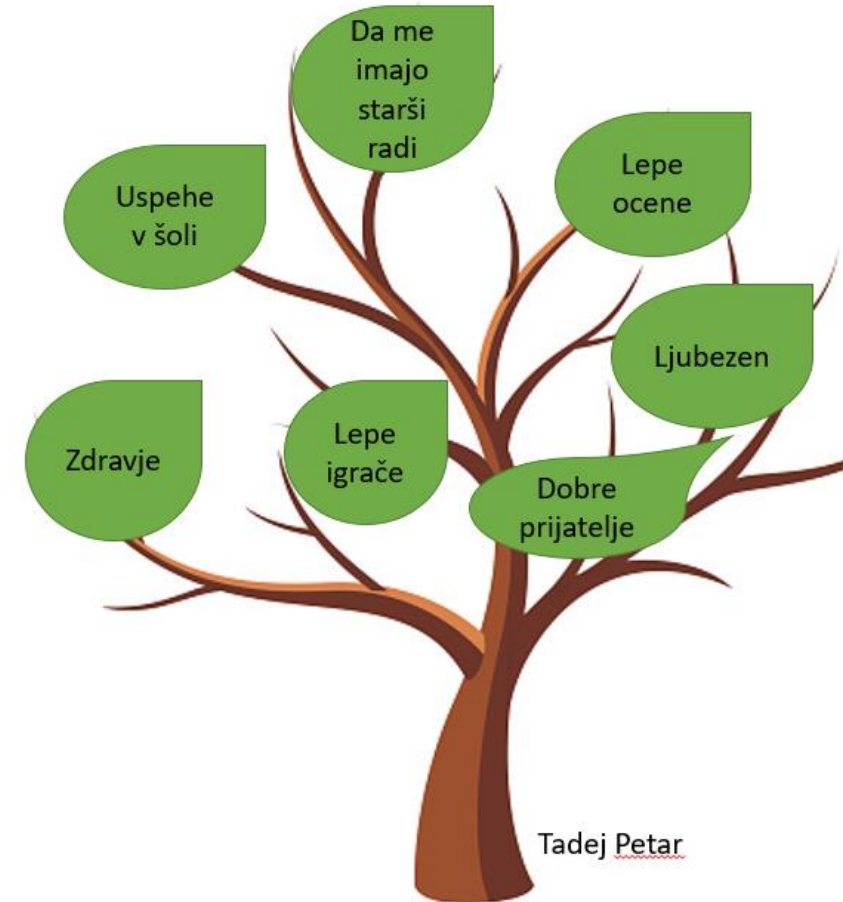 Da me
imajo
starši
radi
Lepe
ocene
Uspehe
v šoli
Ljubezen
Zdravje
Lepe
igrače
Dobre
prijatelje
Tadej Petar